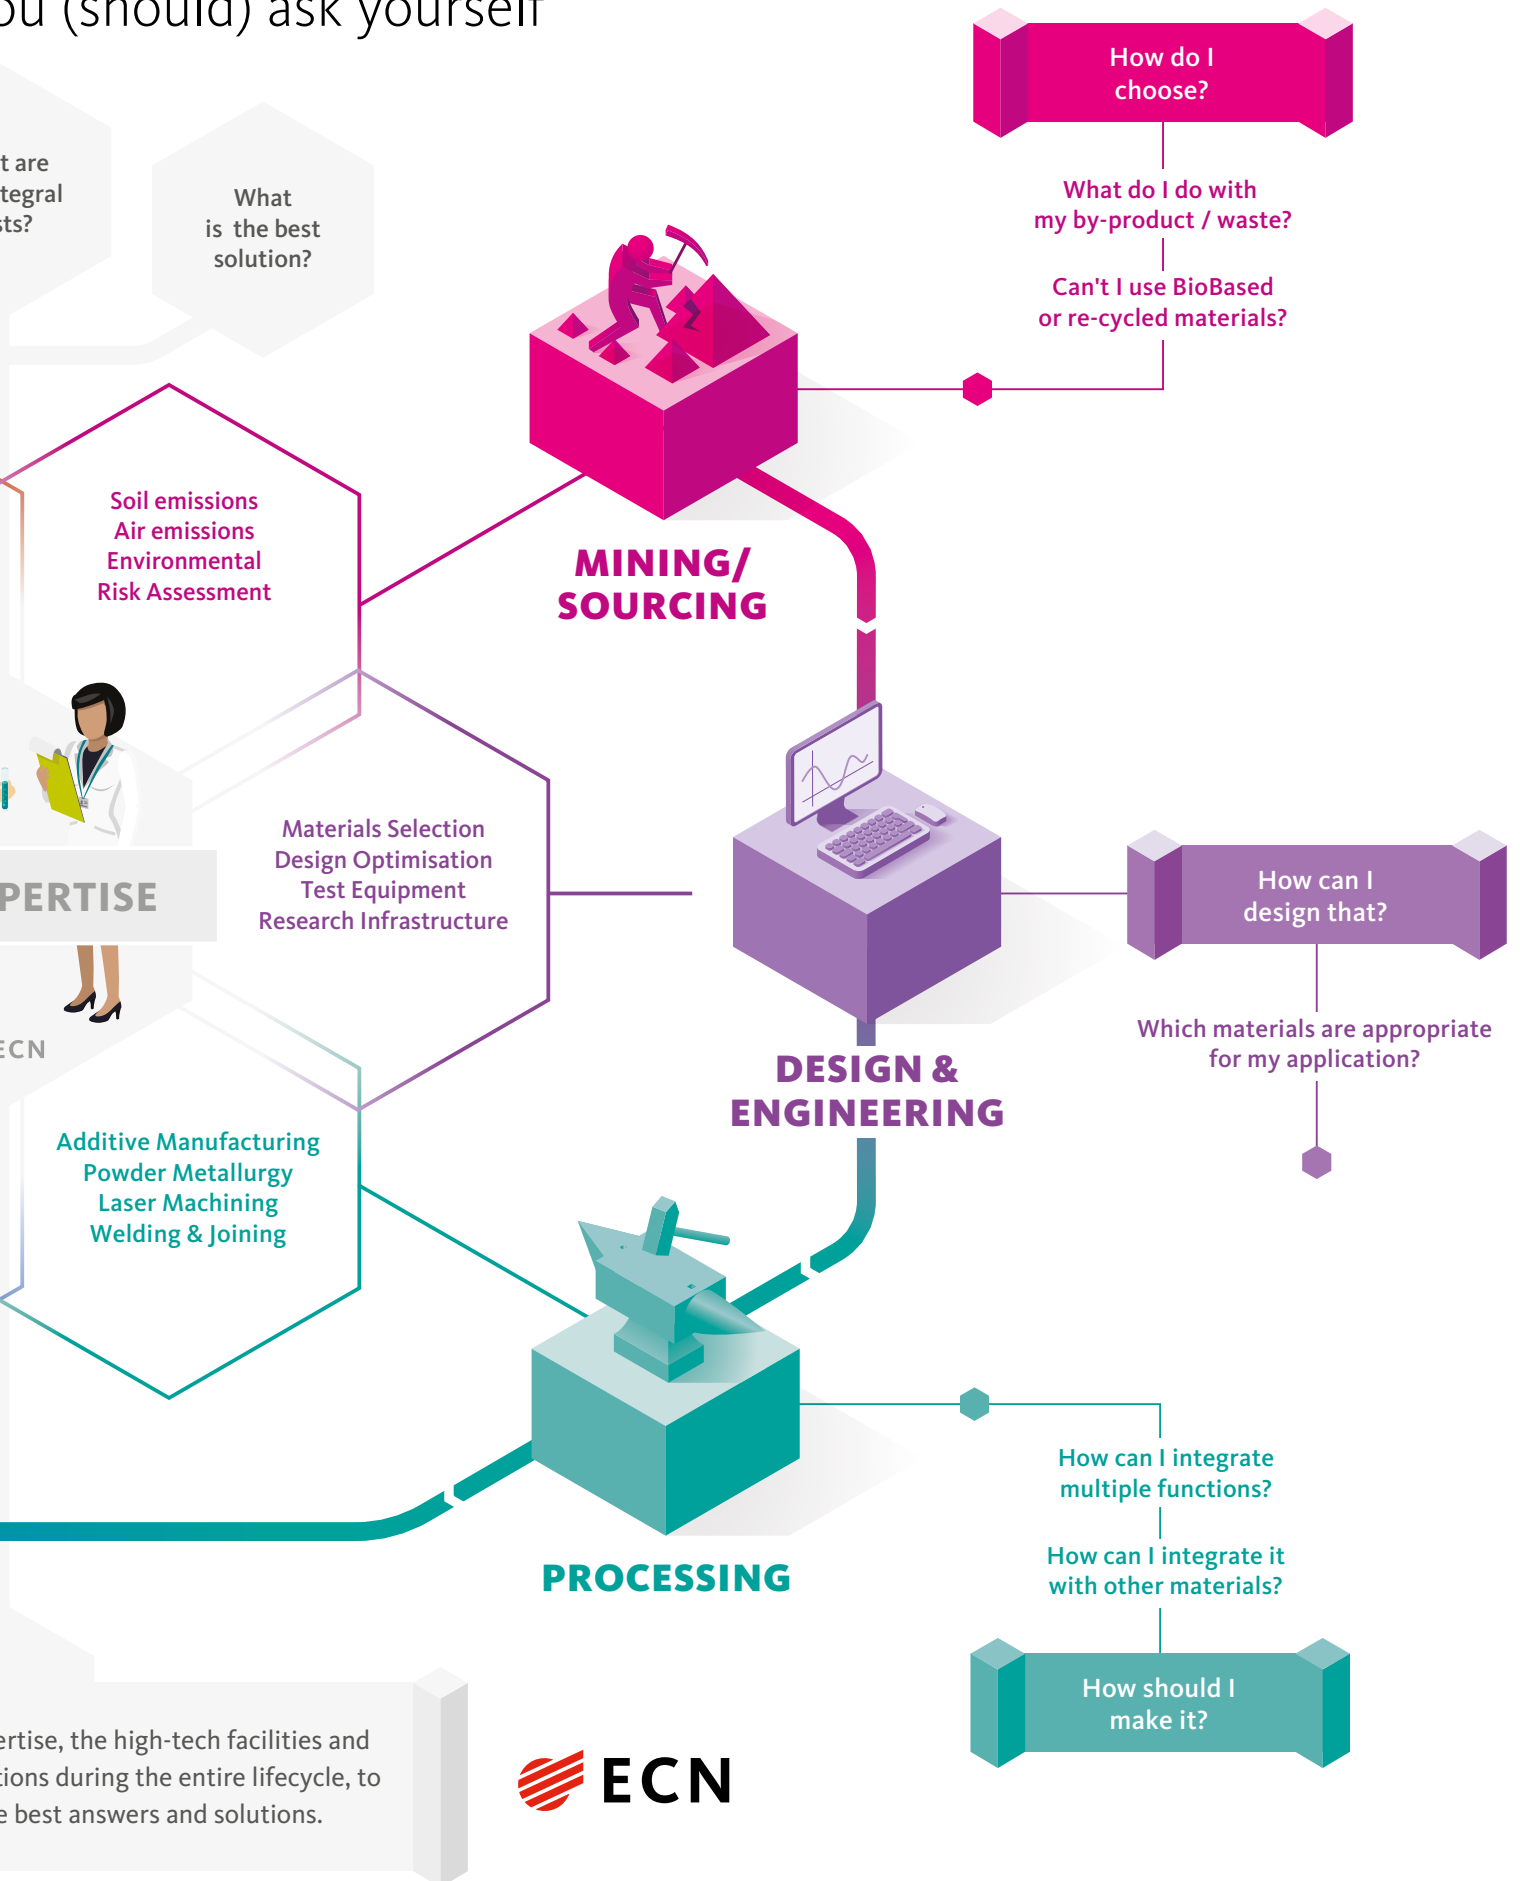 ou (should) ask yourself
How do I
choose?
What do I do with
my by-product / waste?
Can't I use BioBased
or re-cycled materials?
t are
tegral
sts?
What
is the best
solution?
Soil emissions
Air emissions
Environmental
Risk Assessment
MINING/
SOURCING
Materials Selection
Design Optimisation
Test Equipment
Research Infrastructure
PERTISE
ECN
How can I
design that?
Which materials are appropriate
for my application?
DESIGN &
ENGINEERING
Additive Manufacturing
Powder Metallurgy
Laser Machining
Welding & Joining
How can I integrate
multiple functions?
How can I integrate it
with other materials?
How should I
make it?
PROCESSING
ertise, the high-tech facilities and
tions during the entire lifecycle, to
e best answers and solutions.
ECN